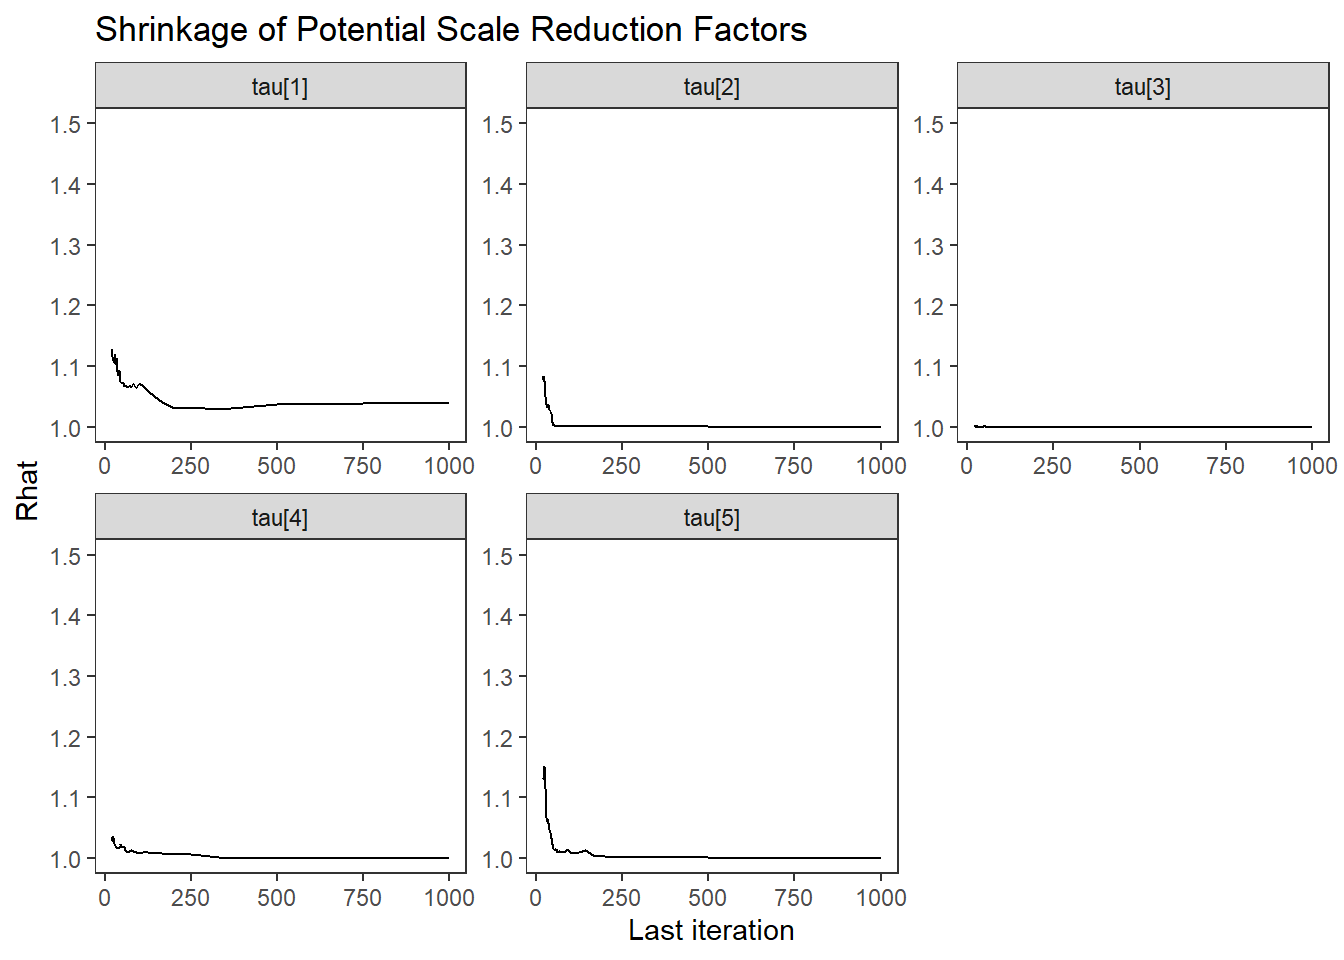 Shrinkage of Potential Scale Reduction Factors
tau[1] tau[2] tau[3]
1.5 1.5 1.5
1.4 1.4 1.4
1.3 1.3 1.3
1.2 1.2 1.2
1.1 1.1 1.1
1.0 1.0 1.0
0 250 500 750 1000 0 250 500 750 1000 0 250 500 750 1000
Rhat
tau[4] tau[5]
1.5 1.5
1.4 1.4
1.3 1.3
1.2 1.2
1.1 1.1
1.0 1.0
0 250 500 750 1000 0 250 500 750 1000
Last iteration